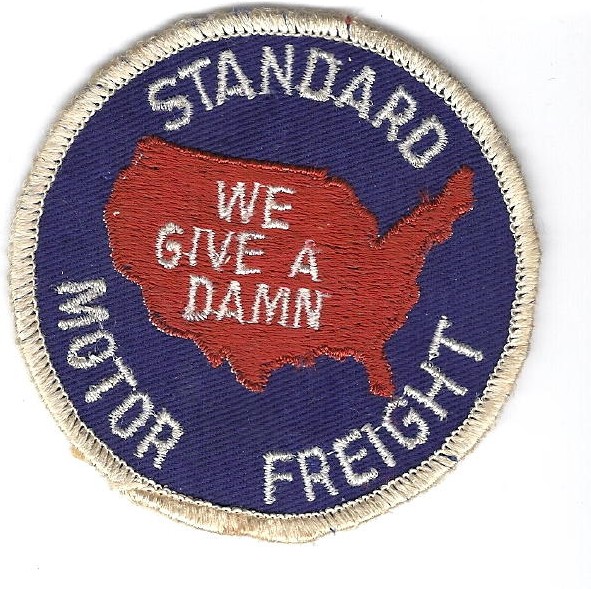 STANDARD
WE
GIVE A
DAMN
MOTOR FREIGHT